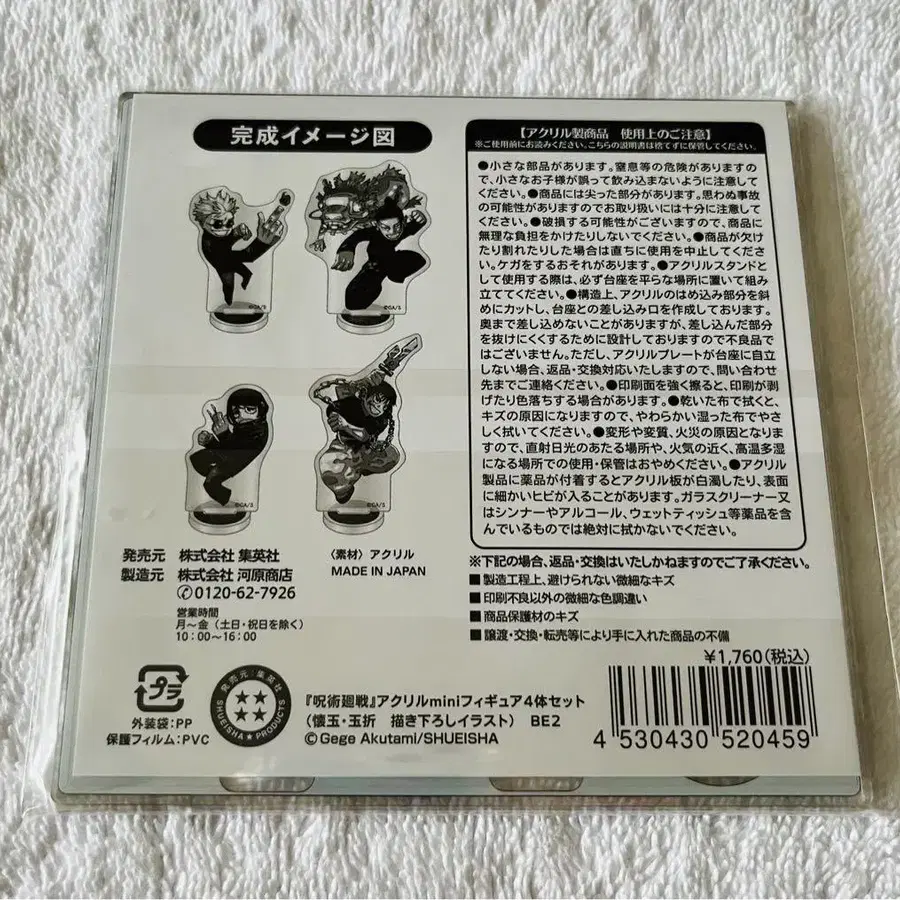 完成イメージ図
©GA/S
©GA/S
©GA/S
©GA/S
発売元 株式会社 集英社
製造元 株式会社 河原商店
0120-62-7926
営業時間
月～金（土日・祝日を除く）
10:00～16:00
〈素材〉アクリル
MADE IN JAPAN
【アクリル製商品 使用上のご注意】
※ご使用前にお読みください。こちらの説明書は捨てずに保管してください。
●小さな部品があります。窒息等の危険がありますの
で、小さなお子様が誤って飲み込まないように注意して
ください。●商品には尖った部分があります。思わぬ事故
の可能性がありますのでお取り扱いには十分に注意して
ください。●破損する可能性がございますので、商品に
無理な負担をかけたりしないでください。●商品が欠け
たり割れたりした場合は直ちに使用を中止してくださ
い。ケガをするおそれがあります。●アクリルスタンドと
して使用する際は、必ず台座を平らな場所に置いて組み
立ててください。●構造上、アクリルのはめ込み部分を斜
めにカットし、台座との差し込み口を作成しております。
奥まで差し込めないことがありますが、差し込んだ部分
を抜けにくくするために設計しておりますので不良品で
はございません。ただし、アクリルプレートが台座に自立
しない場合、返品・交換対応いたしますので、問い合わせ
先までご連絡ください。●印刷面を強く擦ると、印刷が剥
げたり色落ちする場合があります。●乾いた布で拭くと、
キズの原因になりますので、やわらかい湿った布でやさ
しく拭いてください。●変形や変質、火災の原因となりま
すので、直射日光のあたる場所や、火気の近く、高温多湿
になる場所での使用・保管はおやめください。●アクリル
製品に薬品が付着するとアクリル板が白濁したり、表面
に細かいヒビが入ることがあります。ガラスクリーナー又
はシンナーやアルコール、ウェットティッシュ等薬品を含
んでいるものでは絶対に拭かないでください。
※下記の場合、返品・交換はいたしかねますのでご了承ください。
■製造工程上、避けられない微細なキズ
■印刷不良以外の微細な色調違い
■商品保護材のキズ
■譲渡・交換・転売等により手に入れた商品の不備
¥1,760(税込)
プラ
外装袋:PP
保護フィルム:PVC
発売元:集英社
SHUEISHA★PRODUCTS
『呪術廻戦』アクリルminiフィギュア4体セット
（懐玉・玉折 描き下ろしイラスト） BE2
©Gege Akutami/SHUEISHA
4 530430 520459